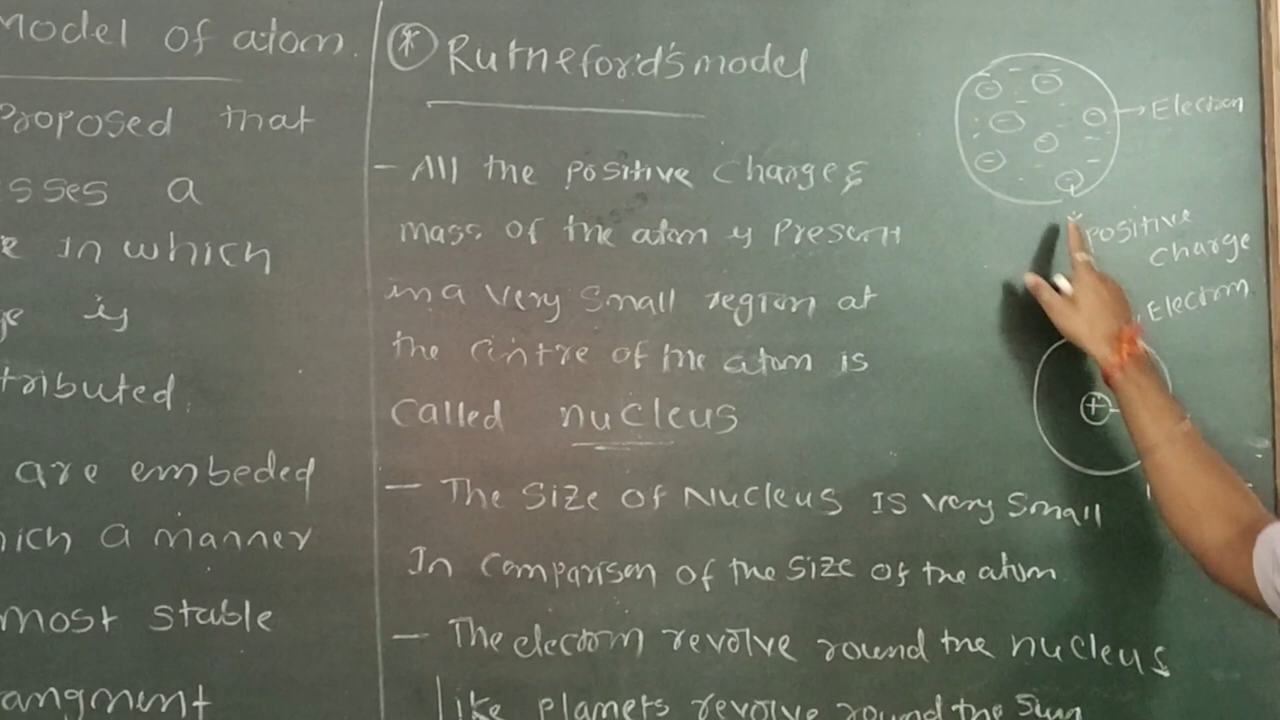 Model of atom.
Proposed that
sses a
e in which
ge is
tributed.
are embeded
hich a manner
most stable
angment
* Rutneford's model
- All the positive charge &
mass of the atom is present
in a very small region at
the centre of the atom is
called nucleus
- The size of Nucleus Is very small
In comparison of the size of the atom
- The electron revolve round the nucleus
like planets revolve round the sun
Electron
positive
charge
Electron
+